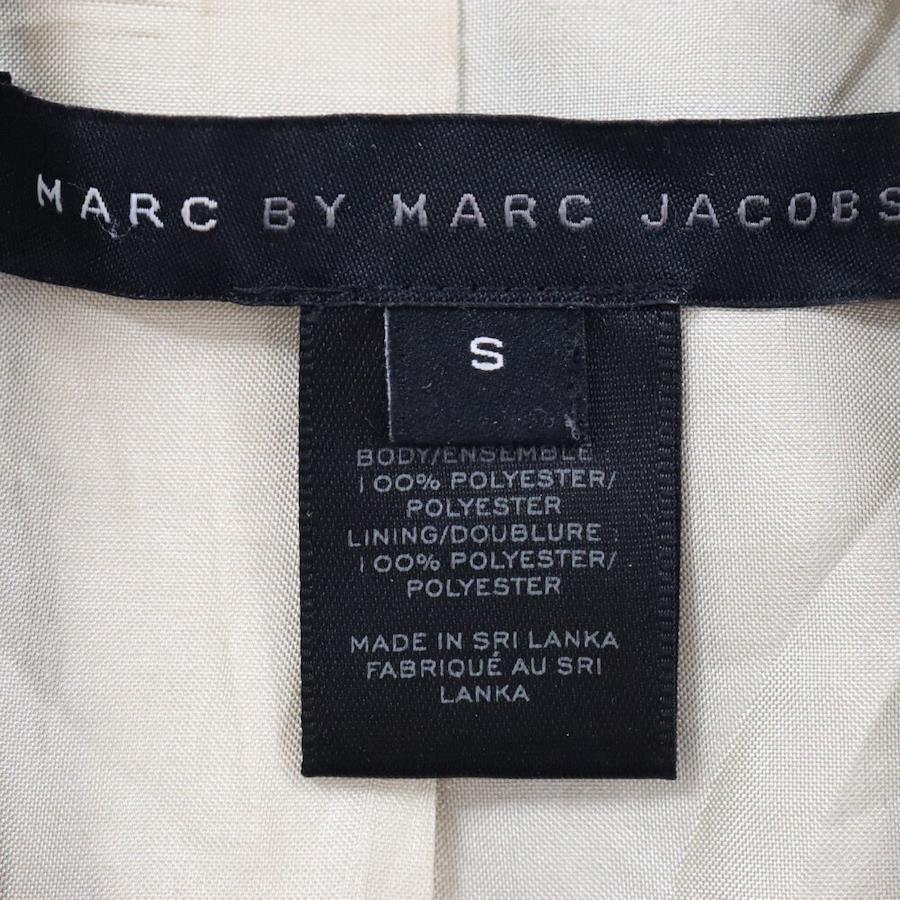 MARC BY MARC JACOBS
S
BODY/ENSEMBLE :
100% POLYESTER/
POLYESTER
LINING/DOUBLURE :
100% POLYESTER/
POLYESTER
MADE IN SRI LANKA
FABRIQUÉ AU SRI
LANKA